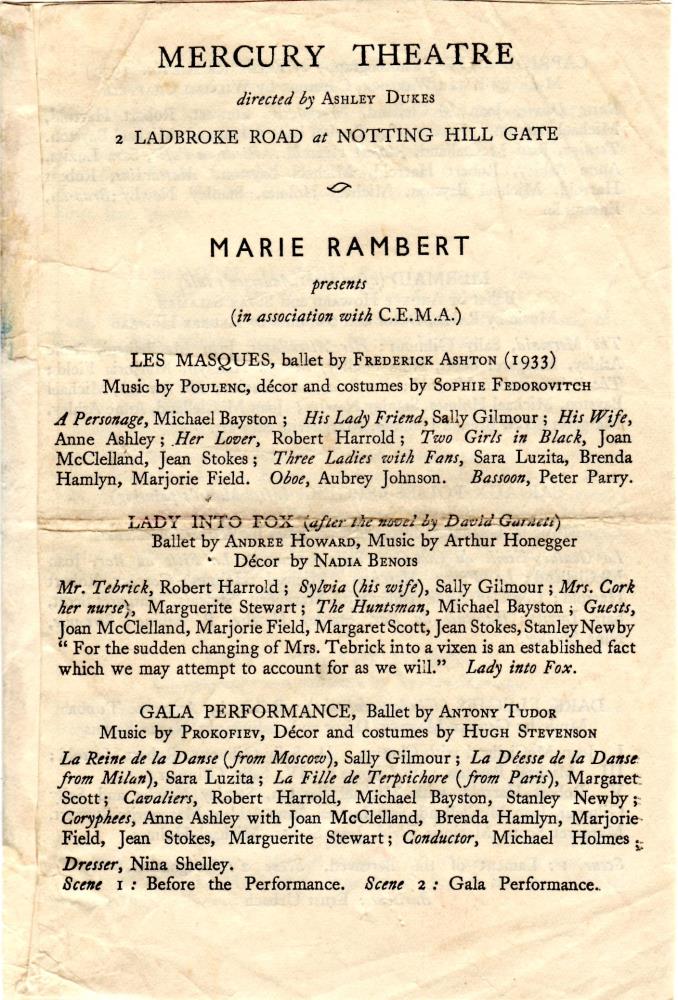 MERCURY THEATRE
directed by ASHLEY DUKES
2 LADBROKE ROAD at NOTTING HILL GATE
MARIE RAMBERT
presents
(in association with C.E.M.A.)
LES MASQUES, ballet by FREDERICK ASHTON (1933)
Music by POULENC, décor and costumes by SOPHIE FEDOROVITCH
A Personage, Michael Bayston ; His Lady Friend, Sally Gilmour ; His Wife,
Anne Ashley ; Her Lover, Robert Harrold ; Two Girls in Black, Joan
McClelland, Jean Stokes ; Three Ladies with Fans, Sara Luzita, Brenda
Hamlyn, Marjorie Field. Oboe, Aubrey Johnson. Bassoon, Peter Parry.
LADY INTO FOX (after the novel by David Garnett)
Ballet by ANDREE HOWARD, Music by Arthur Honegger
Décor by NADIA BENOIS
Mr. Tebrick, Robert Harrold ; Sylvia (his wife), Sally Gilmour ; Mrs. Cork
her nurse), Marguerite Stewart ; The Huntsman, Michael Bayston ; Guests,
Joan McClelland, Marjorie Field, Margaret Scott, Jean Stokes, Stanley Newby
“ For the sudden changing of Mrs. Tebrick into a vixen is an established fact
which we may attempt to account for as we will.” Lady into Fox.
GALA PERFORMANCE, Ballet by ANTONY TUDOR
Music by PROKOFIEV, Décor and costumes by HUGH STEVENSON
La Reine de la Danse (from Moscow), Sally Gilmour ; La Déesse de la Danse
from Milan), Sara Luzita ; La Fille de Terpsichore (from Paris), Margaret
Scott ; Cavaliers, Robert Harrold, Michael Bayston, Stanley Newby ;
Coryphees, Anne Ashley with Joan McClelland, Brenda Hamlyn, Marjorie
Field, Jean Stokes, Marguerite Stewart ; Conductor, Michael Holmes ;
Dresser, Nina Shelley.
Scene 1 : Before the Performance. Scene 2 : Gala Performance.